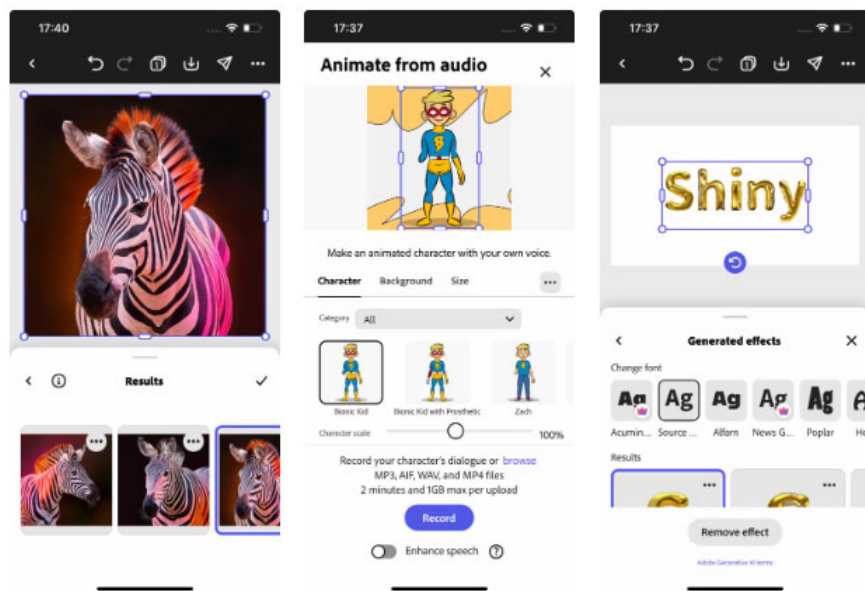 17:40
Results
17:37
Animate from audio
Make an animated character with your own voice.
Character Background Size
Category All
Bionic Kid Bionic Kid with Prosthetic Zach
Character scale 100%
Record your character's dialogue or browse
MP3, AIF, WAV, and MP4 files
2 minutes and 1GB max per upload
Record
Enhance speech
17:37
Shiny
Generated effects
Change font
Ag Ag Ag Ag Ag
Acumin... Source ... Alfarn News G... Poplar
Results
Remove effect
Adobe Generative AI terms